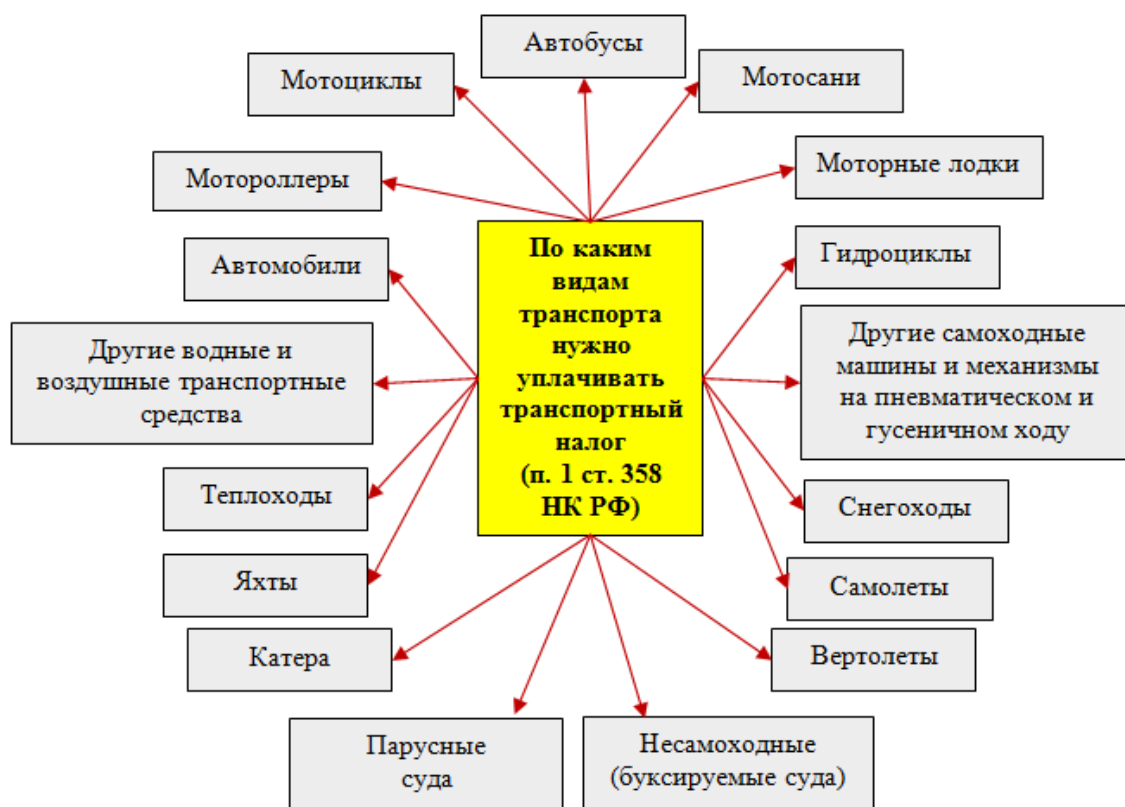 Автобусы
Мотоциклы
Мотосани
Мотороллеры
Моторные лодки
По каким
видам
транспорта
нужно
уплачивать
транспортный
налог
(п. 1 ст. 358
НК РФ)
Автомобили
Гидроциклы
Другие водные и
воздушные транспортные
средства
Другие самоходные
машины и механизмы
на пневматическом и
гусеничном ходу
Теплоходы
Снегоходы
Яхты
Самолеты
Катера
Вертолеты
Парусные
суда
Несамоходные
(буксируемые суда)